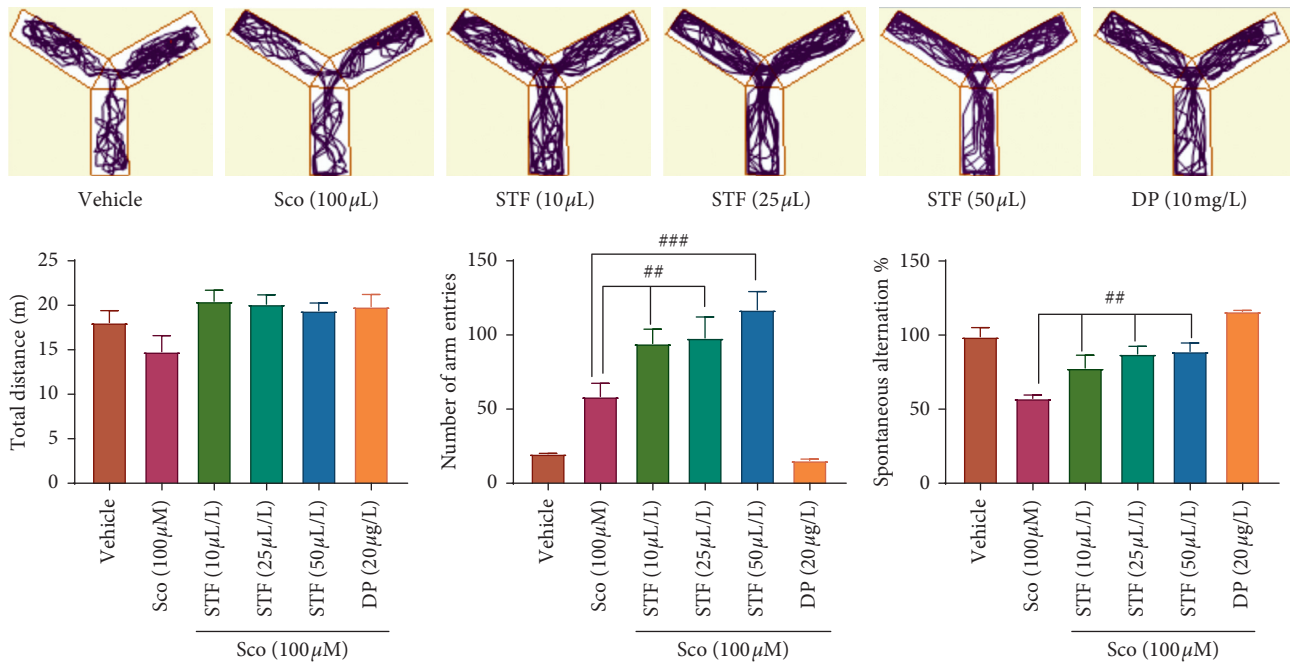 Vehicle
Sco (100 μL)
STF (10 μL)
STF (25 μL)
STF (50 μL)
DP (10 mg/L)
Total distance (m)
25
20
15
10
5
0
Vehicle
Sco (100 μM)
STF (10 μL/L)
STF (25 μL/L)
STF (50 μL/L)
DP (20 μg/L)
Sco (100 μM)
Number of arm entries
150
100
50
0
###
##
Vehicle
Sco (100 μM)
STF (10 μL/L)
STF (25 μL/L)
STF (50 μL/L)
DP (20 μg/L)
Sco (100 μM)
Spontaneous alternation %
150
100
50
0
##
Vehicle
Sco (100 μM)
STF (10 μL/L)
STF (25 μL/L)
STF (50 μL/L)
DP (20 μg/L)
Sco (100 μM)